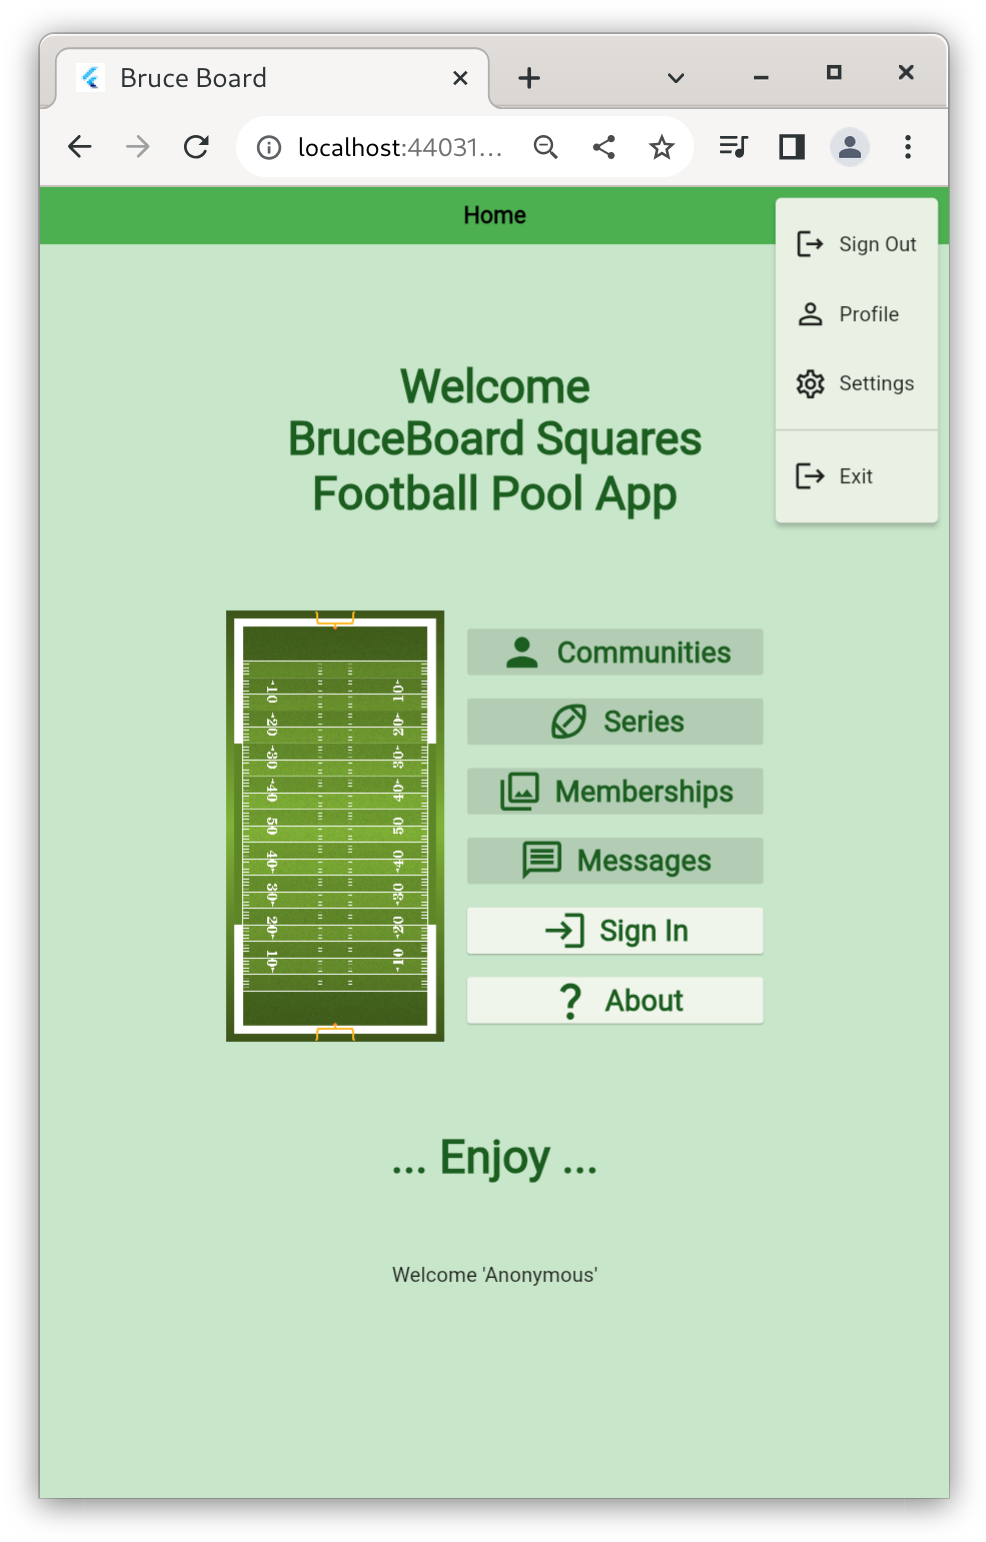 Bruce Board
localhost:44031...
Home
Sign Out
Profile
Settings
Exit
Welcome
BruceBoard Squares
Football Pool App
10 10
20 20
30 30
40 40
50 50
40 40
30 30
20 20
10 10
Communities
Series
Memberships
Messages
Sign In
? About
... Enjoy ...
Welcome 'Anonymous'